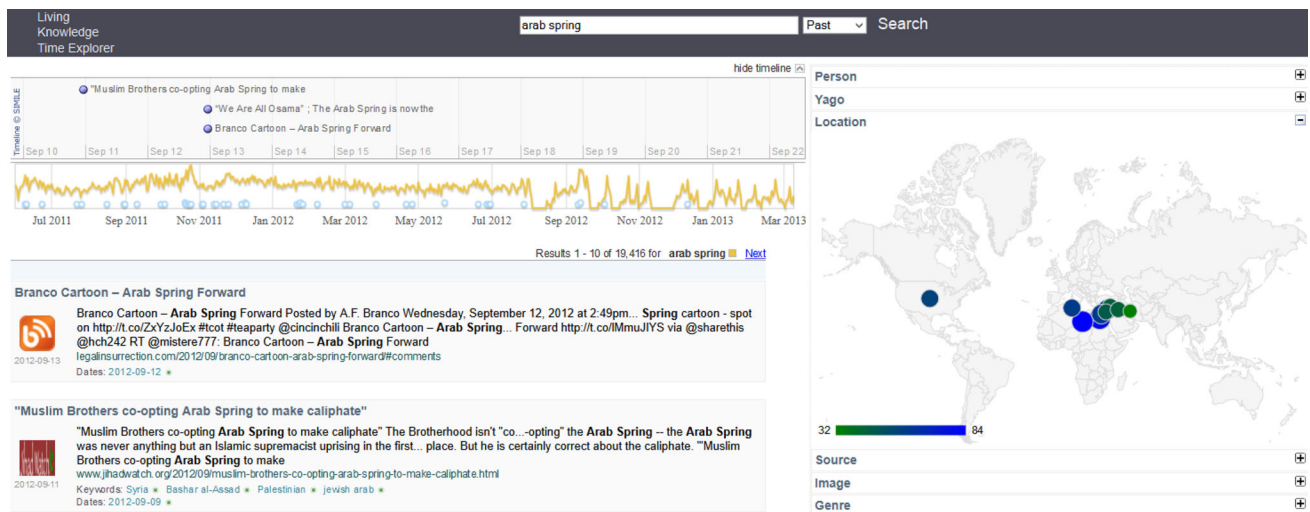 Living
Knowledge
Time Explorer
arab spring
Past
Search
hide timeline
Timeline © SIMILE
"Muslim Brothers co-opting Arab Spring to make
"We Are All Osama" ; The Arab Spring is now the
Branco Cartoon – Arab Spring Forward
Sep 10 Sep 11 Sep 12 Sep 13 Sep 14 Sep 15 Sep 16 Sep 17 Sep 18 Sep 19 Sep 20 Sep 21 Sep 22
Jul 2011 Sep 2011 Nov 2011 Jan 2012 Mar 2012 May 2012 Jul 2012 Sep 2012 Nov 2012 Jan 2013 Mar 2013
Results 1 - 10 of 19,416 for arab spring Next
Branco Cartoon – Arab Spring Forward
Branco Cartoon – Arab Spring Forward Posted by A.F. Branco Wednesday, September 12, 2012 at 2:49pm... Spring cartoon - spot
on http://t.co/ZxYzJoEx #tcot #teaparty @cincinchili Branco Cartoon – Arab Spring... Forward http://t.co/IMmuJIYS via @sharethis
@hch242 RT @mistere777: Branco Cartoon – Arab Spring Forward
2012-09-13
legalinsurrection.com/2012/09/branco-cartoon-arab-spring-forward/#comments
Dates: 2012-09-12
"Muslim Brothers co-opting Arab Spring to make caliphate"
"Muslim Brothers co-opting Arab Spring to make caliphate" The Brotherhood isn't "co...-opting" the Arab Spring -- the Arab Spring
was never anything but an Islamic supremacist uprising in the first... place. But he is certainly correct about the caliphate. "'Muslim
Brothers co-opting Arab Spring to make
Jihad Watch
www.jihadwatch.org/2012/09/muslim-brothers-co-opting-arab-spring-to-make-caliphate.html
2012-09-11
Keywords: Syria Bashar al-Assad Palestinian jewish arab
Dates: 2012-09-09
Person
Yago
Location
32 84
Source
Image
Genre